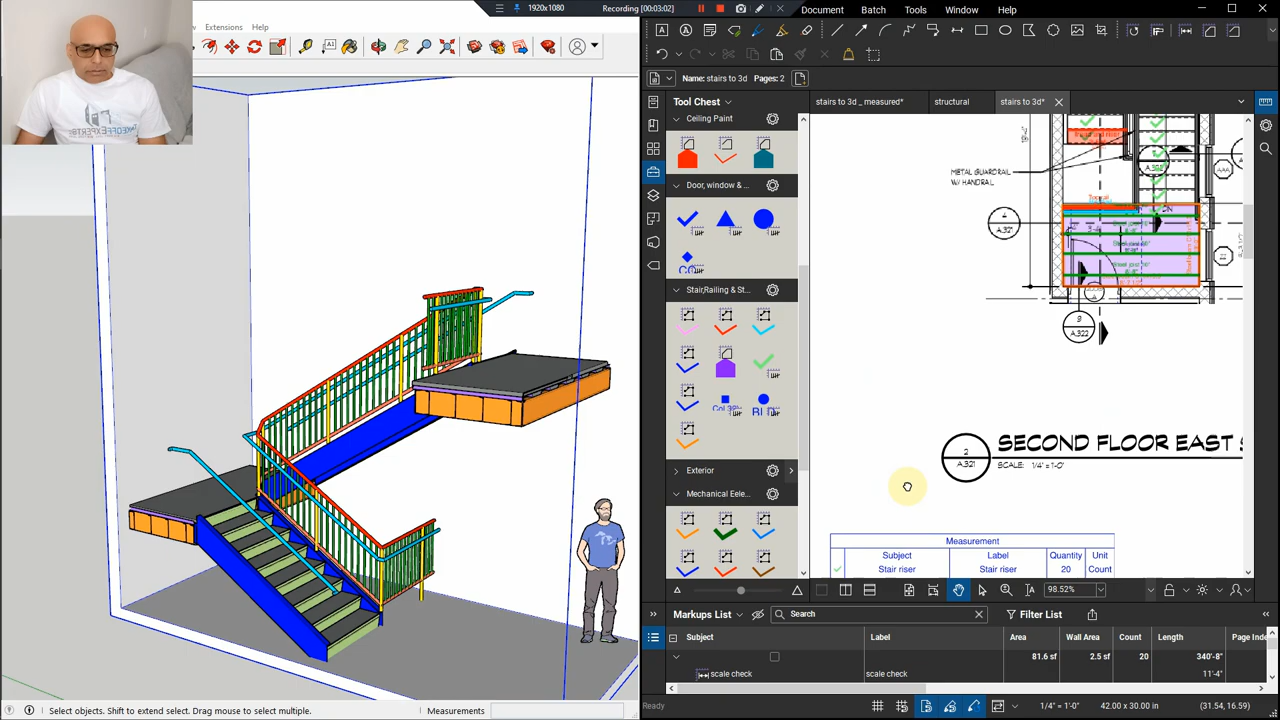 1920x1080
Recording [00:03:02]
Document
Batch
Tools
Window
Help
Extensions
Help
Name: stairs to 3d
Pages: 2
Tool Chest
stairs to 3d _ measured*
structural
stairs to 3d*
Ceiling Paint
Door, window & ...
Stair,Railing & St...
Exterior
Mechanical Eele...
METAL GUARDRAIL
W/ HANDRAIL
A.321
9
A.322
2
A.321
SECOND FLOOR EAST S
SCALE: 1/4" = 1'-0"
Measurement
Subject
Label
Quantity
Unit
Stair riser
Stair riser
20
Count
98.52%
Markups List
Search
Filter List
Subject
Label
Area
Wall Area
Count
Length
Page Inde
81.6 sf
2.5 sf
20
340'-8"
scale check
scale check
11'-4"
Select objects. Shift to extend select. Drag mouse to select multiple.
Measurements
Ready
1/4" = 1'-0"
42.00 x 30.00 in
(31.54, 16.59)